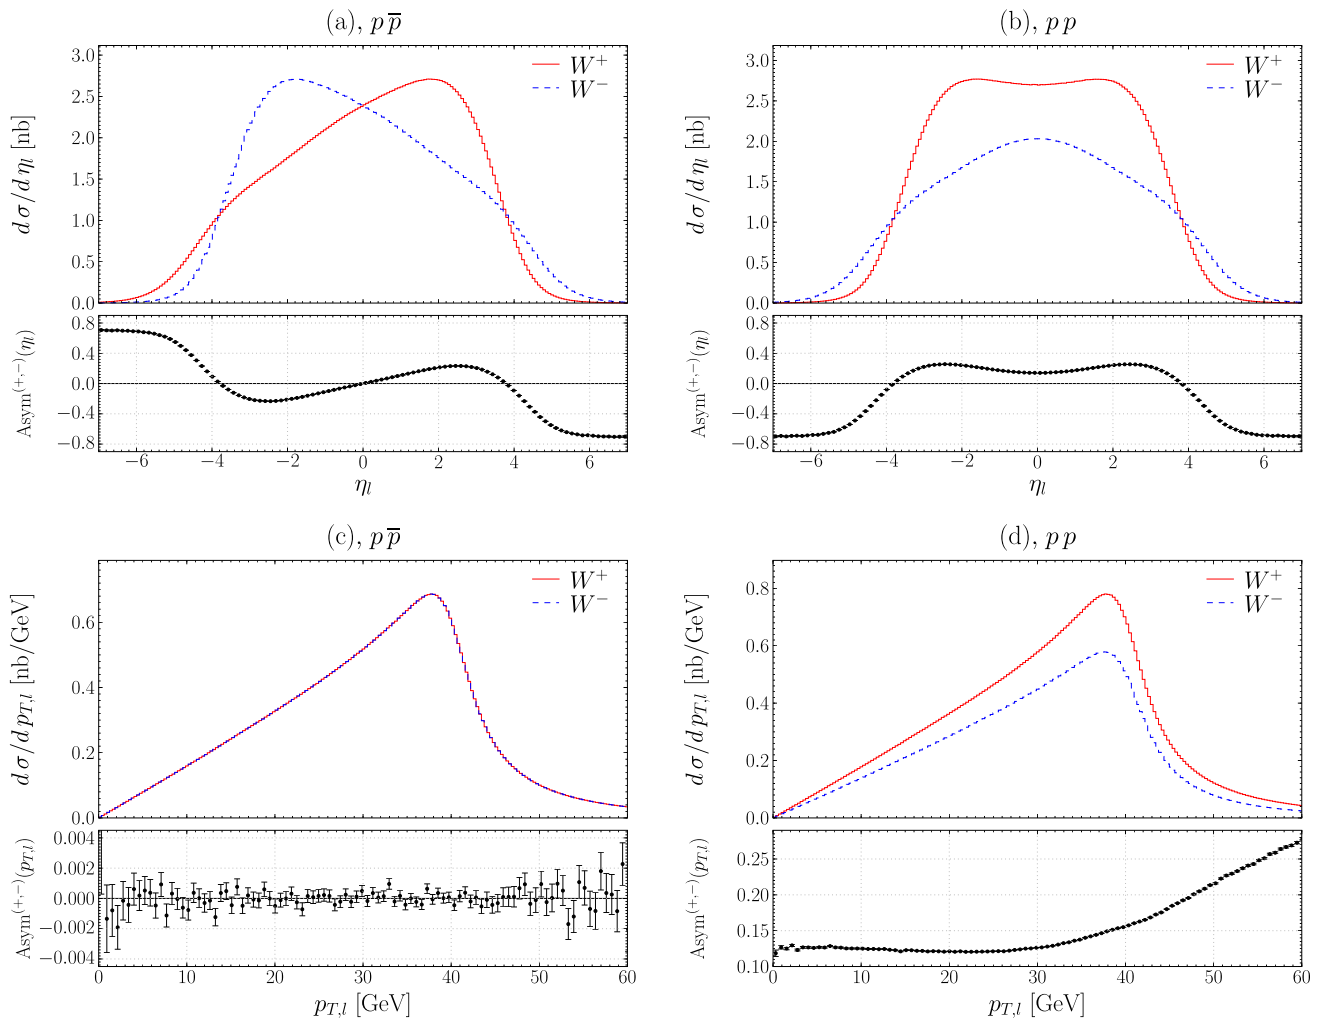 (a), p p̅
(b), p p
3.0
2.5
2.0
1.5
1.0
0.5
0.0
dσ/dη_l [nb]
W⁺
W⁻
3.0
2.5
2.0
1.5
1.0
0.5
0.0
dσ/dη_l [nb]
W⁺
W⁻
0.8
0.4
0.0
−0.4
−0.8
Asym^(+,−)(η_l)
−6 −4 −2 0 2 4 6
η_l
0.8
0.4
0.0
−0.4
−0.8
Asym^(+,−)(η_l)
−6 −4 −2 0 2 4 6
η_l
(c), p p̅
(d), p p
0.6
0.4
0.2
0.0
dσ/dp_{T,l} [nb/GeV]
W⁺
W⁻
0.8
0.6
0.4
0.2
0.0
dσ/dp_{T,l} [nb/GeV]
W⁺
W⁻
0.004
0.002
0.000
−0.002
−0.004
Asym^(+,−)(p_{T,l})
0 10 20 30 40 50 60
p_{T,l} [GeV]
0.25
0.20
0.15
0.10
Asym^(+,−)(p_{T,l})
0 10 20 30 40 50 60
p_{T,l} [GeV]